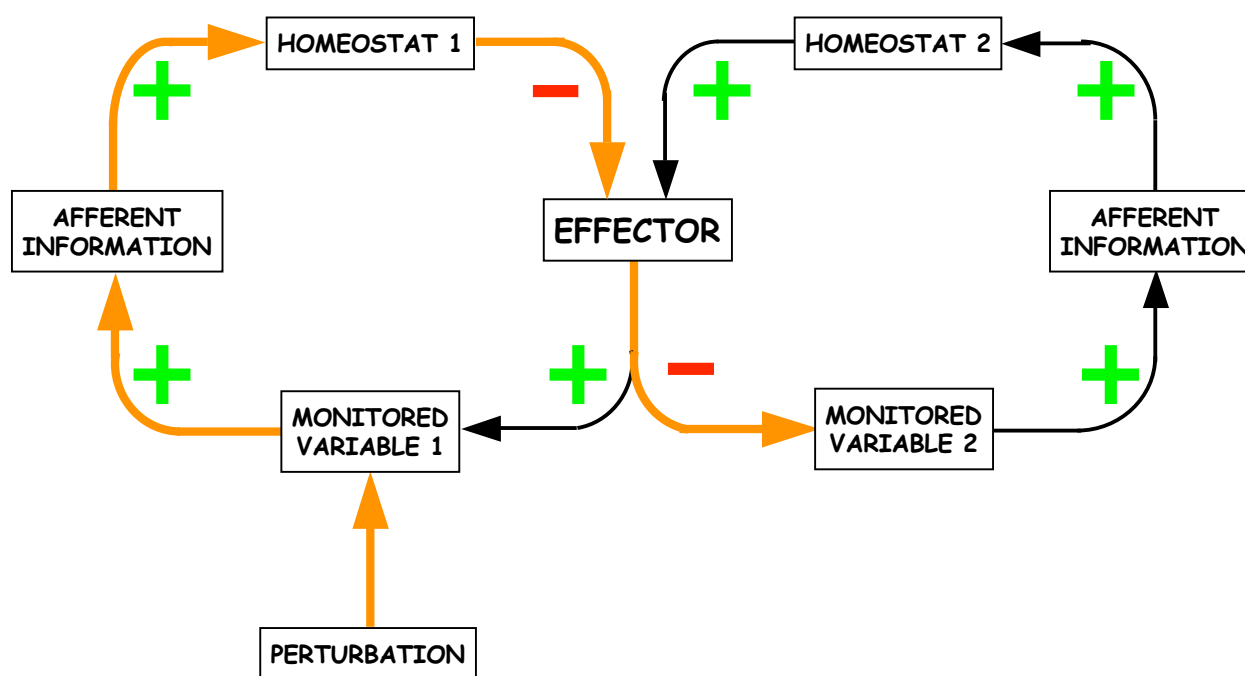 HOMEOSTAT 1
HOMEOSTAT 2
+
−
+
+
AFFERENT
INFORMATION
EFFECTOR
AFFERENT
INFORMATION
+
+
−
+
MONITORED
VARIABLE 1
MONITORED
VARIABLE 2
PERTURBATION